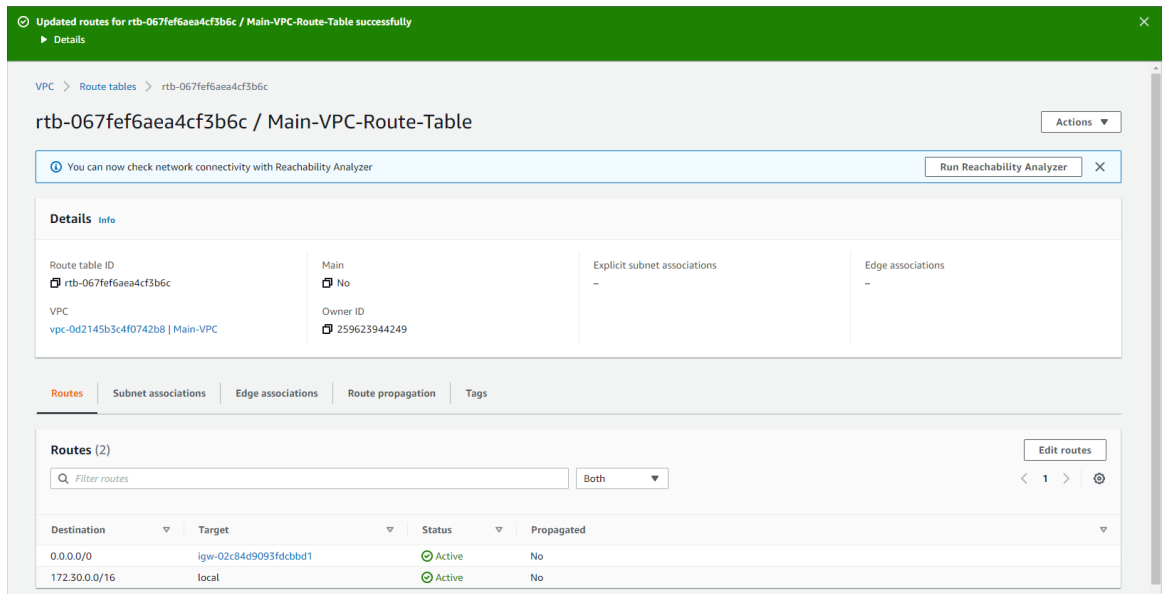 Updated routes for rtb-067fef6aea4cf3b6c / Main-VPC-Route-Table successfully
Details
VPC > Route tables > rtb-067fef6aea4cf3b6c
rtb-067fef6aea4cf3b6c / Main-VPC-Route-Table
Actions
You can now check network connectivity with Reachability Analyzer
Run Reachability Analyzer
Details Info
Route table ID
rtb-067fef6aea4cf3b6c
Main
No
Explicit subnet associations
–
Edge associations
–
VPC
vpc-0d2145b3c4f0742b8 | Main-VPC
Owner ID
259623944249
Routes Subnet associations Edge associations Route propagation Tags
Routes (2)
Edit routes
Filter routes
Both
1
Destination Target Status Propagated
0.0.0.0/0 igw-02c84d9093fdcbbd1 Active No
172.30.0.0/16 local Active No